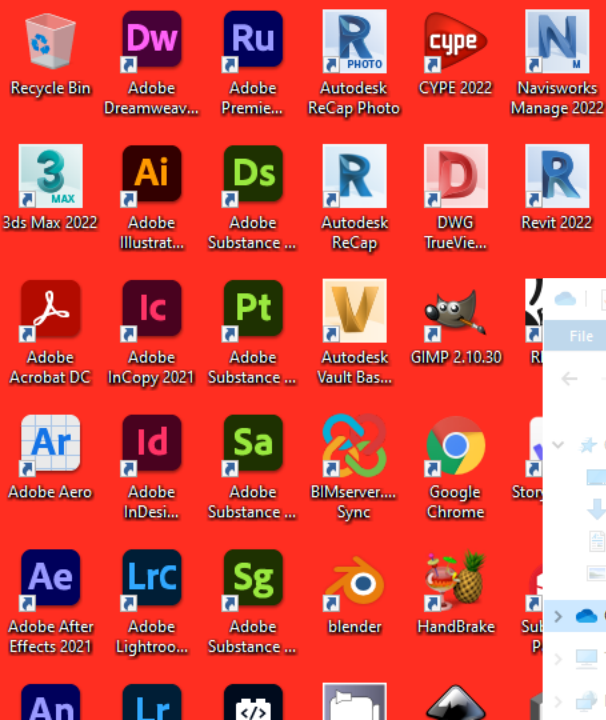 Dw
Ru
PHOTO
cype
N
M
Recycle Bin
Adobe
Dreamweav...
Adobe
Premie...
Autodesk
ReCap Photo
CYPE 2022
Navisworks
Manage 2022
3
MAX
Ai
Ds
R
D
R
3ds Max 2022
Adobe
Illustrat...
Adobe
Substance ...
Autodesk
ReCap
DWG
TrueVie...
Revit 2022
Ic
Pt
V
File
Adobe
Acrobat DC
Adobe
InCopy 2021
Adobe
Substance ...
Autodesk
Vault Bas...
GIMP 2.10.30
Ar
Id
Sa
Adobe Aero
Adobe
InDesi...
Adobe
Substance ...
BIMserver....
Sync
Google
Chrome
Story
Ae
LrC
Sg
Adobe After
Effects 2021
Adobe
Lightroo...
Adobe
Substance ...
blender
HandBrake
An
Lr
</>